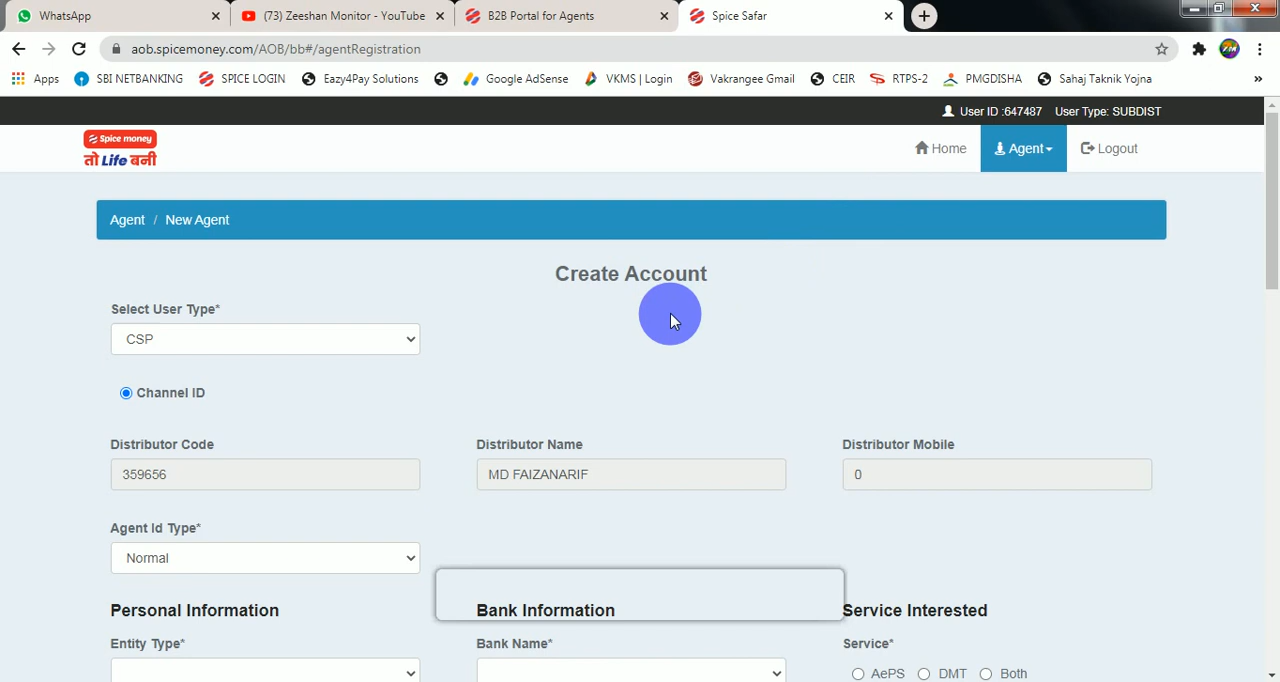 WhatsApp
(73) Zeeshan Monitor - YouTube
B2B Portal for Agents
Spice Safar
aob.spicemoney.com/AOB/bb#/agentRegistration
Apps SBI NETBANKING SPICE LOGIN Eazy4Pay Solutions Google AdSense VKMS | Login Vakrangee Gmail CEIR RTPS-2 PMGDISHA Sahaj Taknik Yojna »
User ID :647487 User Type: SUBDIST
Spice money
तो Life बनी
Home Agent Logout
Agent / New Agent
Create Account
Select User Type*
CSP
Channel ID
Distributor Code Distributor Name Distributor Mobile
359656 MD FAIZANARIF 0
Agent Id Type*
Normal
Personal Information Bank Information Service Interested
Entity Type* Bank Name* Service*
AePS DMT Both